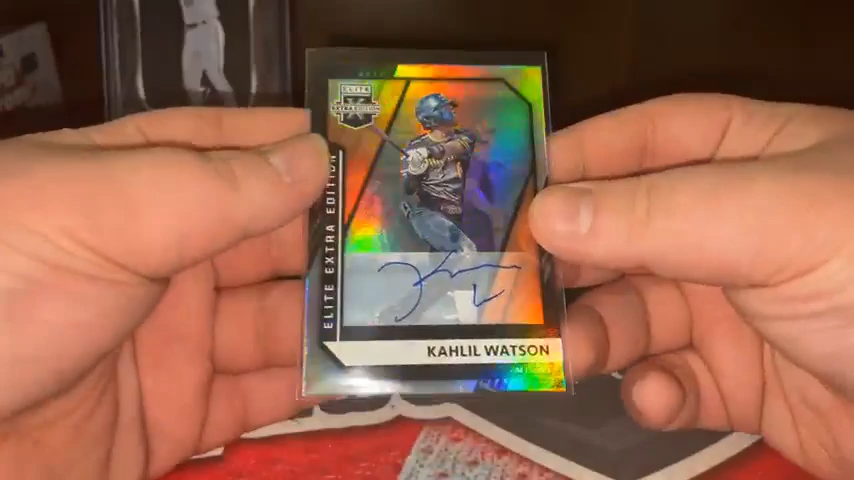 ELITE
EXTRA EDITION
ELITE EXTRA EDITION
KAHLIL WATSON